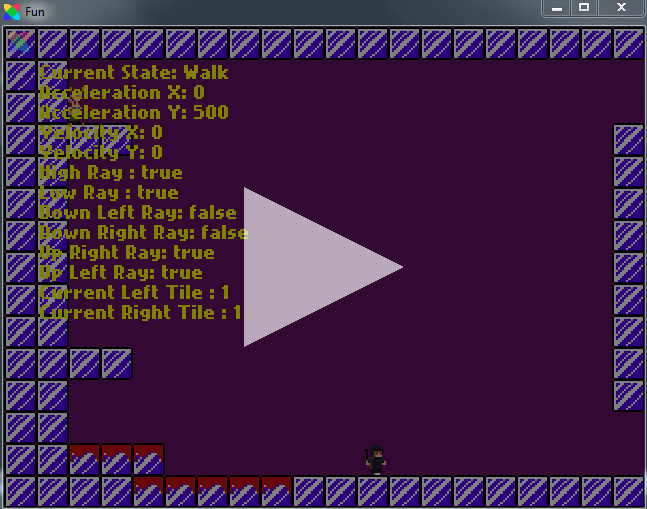 Fun
Current State: Walk
Acceleration X: 0
Acceleration Y: 500
Velocity X: 0
Velocity Y: 0
High Ray : true
Low Ray : true
Down Left Ray: false
Down Right Ray: false
Up Right Ray: true
Up Left Ray: true
Current Left Tile : 1
Current Right Tile : 1